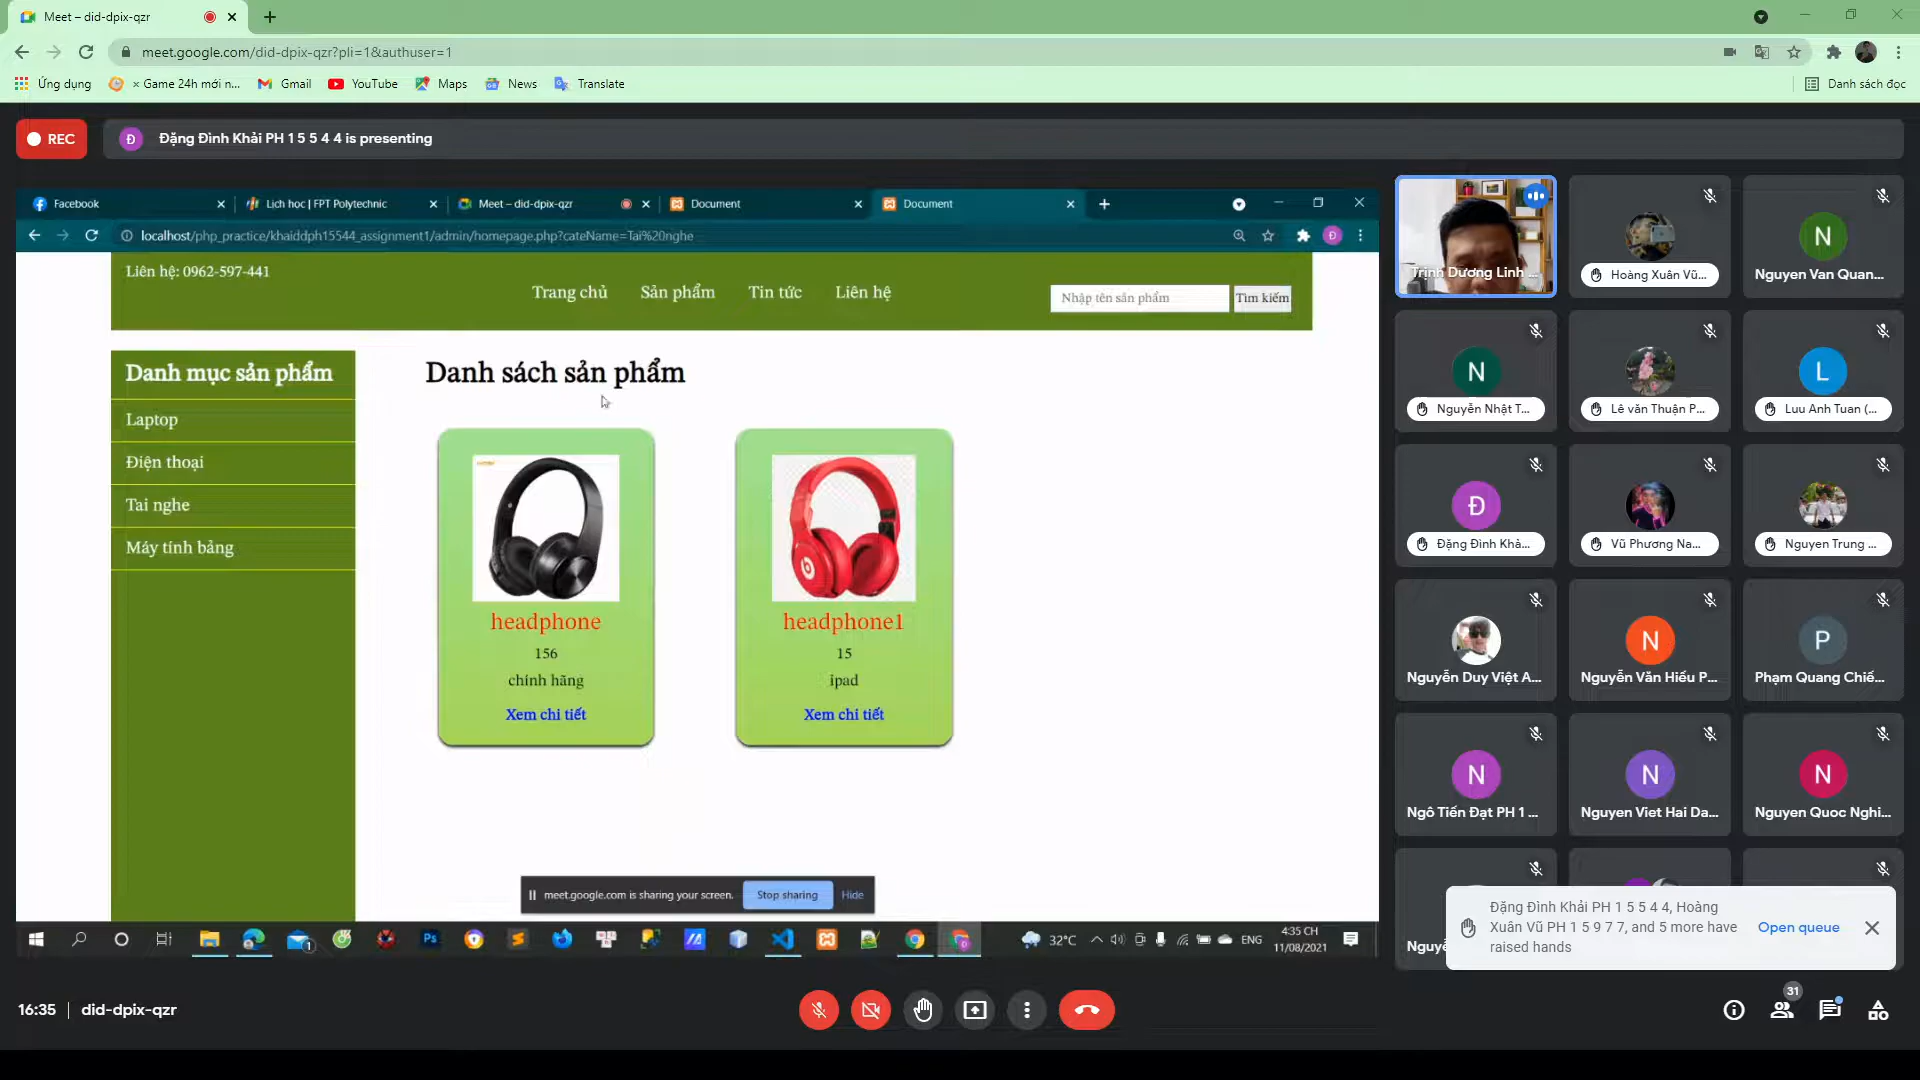 Meet – did-dpix-qzr
meet.google.com/did-dpix-qzr?pli=1&authuser=1
Ứng dụng
× Game 24h mới n...
Gmail
YouTube
Maps
News
Translate
Danh sách đọc
REC
Đ
Đặng Đình Khải PH 1 5 5 4 4 is presenting
Facebook
Lịch học | FPT Polytechnic
Meet – did-dpix-qzr
Document
Document
localhost/php_practice/khaiddph15544_assignment1/admin/homepage.php?cateName=Tai%20nghe
Đ
Liên hệ: 0962-597-441
Trang chủ
Sản phẩm
Tin tức
Liên hệ
Nhập tên sản phẩm
Tìm kiếm
Danh mục sản phẩm
Laptop
Điện thoại
Tai nghe
Máy tính bảng
Danh sách sản phẩm
headphone
156
chính hãng
Xem chi tiết
headphone1
15
ipad
Xem chi tiết
meet.google.com is sharing your screen.
Stop sharing
Hide
Ps
1
32°C
ENG
4:35 CH
11/08/2021
Trịnh Dương Linh ...
Hoàng Xuân Vũ...
N
Nguyen Van Quan...
N
Nguyễn Nhật T...
Lê văn Thuận P...
L
Luu Anh Tuan (...
Đ
Đặng Đình Khả...
Vũ Phương Na...
Nguyen Trung ...
Nguyễn Duy Việt A...
N
Nguyễn Văn Hiếu P...
P
Phạm Quang Chiế...
N
Ngô Tiến Đạt PH 1 ...
N
Nguyen Viet Hai Da...
N
Nguyen Quoc Nghi...
Đặng Đình Khải PH 1 5 5 4 4, Hoàng
Xuân Vũ PH 1 5 9 7 7, and 5 more have
raised hands
Open queue
16:35
did-dpix-qzr
31